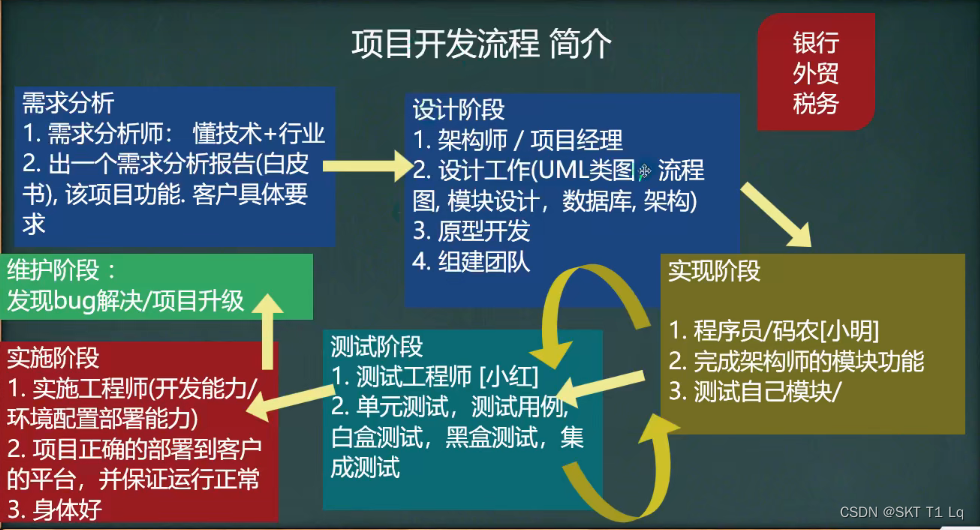 项目开发流程 简介
银行
外贸
税务
需求分析
1. 需求分析师： 懂技术+行业
2. 出一个需求分析报告(白皮
书), 该项目功能. 客户具体要
求
设计阶段
1. 架构师 / 项目经理
2. 设计工作(UML类图, 流程
图, 模块设计，数据库, 架构)
3. 原型开发
4. 组建团队
实现阶段
1. 程序员/码农[小明]
2. 完成架构师的模块功能
3. 测试自己模块/
测试阶段
1. 测试工程师 [小红]
2. 单元测试，测试用例,
白盒测试，黑盒测试，集
成测试
实施阶段
1. 实施工程师(开发能力/
环境配置部署能力)
2. 项目正确的部署到客户
的平台，并保证运行正常
3. 身体好
维护阶段：
发现bug解决/项目升级
CSDN @SKT T1 Lq